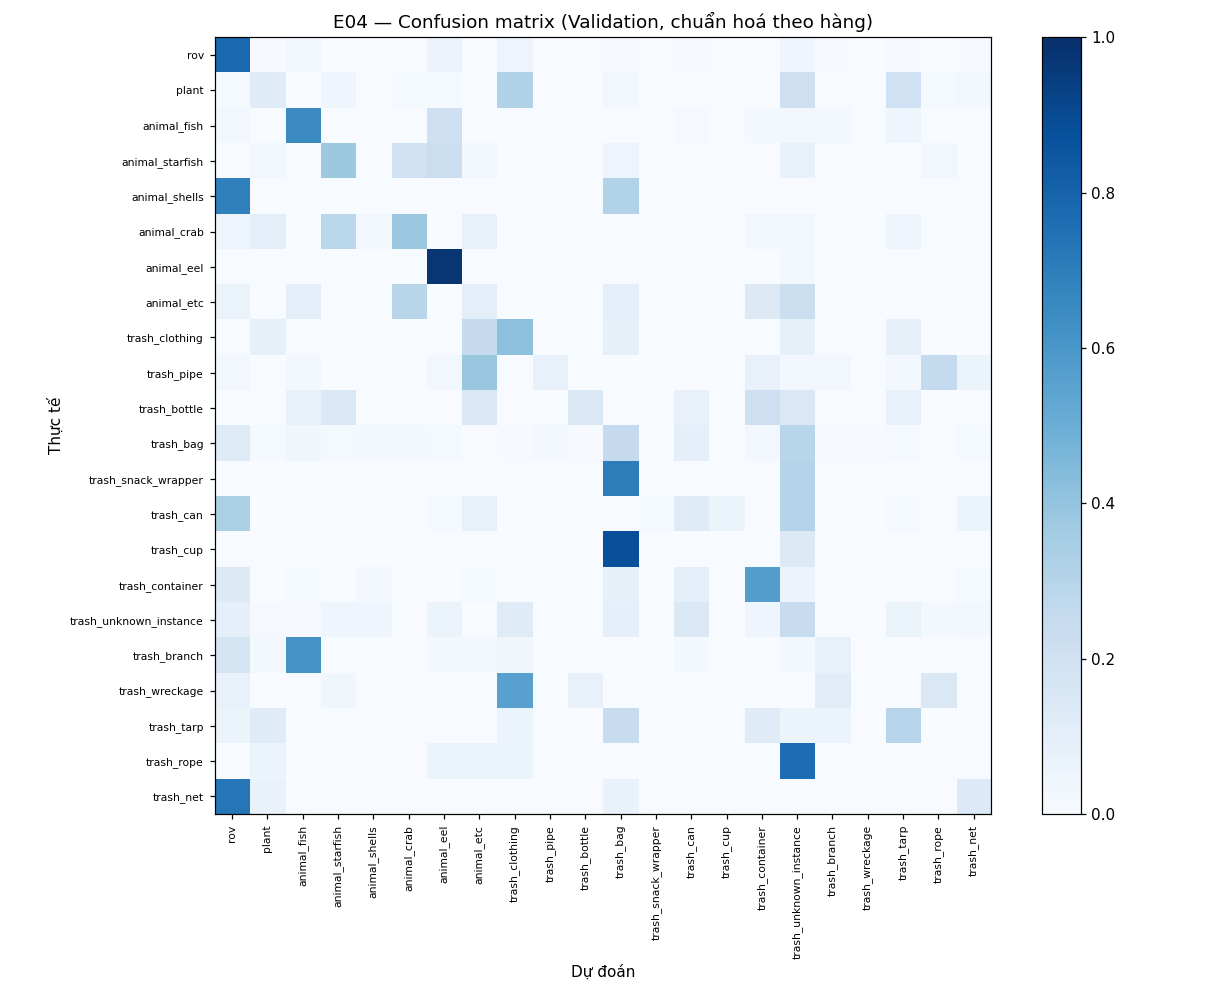 E04 — Confusion matrix (Validation, chuẩn hoá theo hàng)
Thực tế
rov
plant
animal_fish
animal_starfish
animal_shells
animal_crab
animal_eel
animal_etc
trash_clothing
trash_pipe
trash_bottle
trash_bag
trash_snack_wrapper
trash_can
trash_cup
trash_container
trash_unknown_instance
trash_branch
trash_wreckage
trash_tarp
trash_rope
trash_net
rov
plant
animal_fish
animal_starfish
animal_shells
animal_crab
animal_eel
animal_etc
trash_clothing
trash_pipe
trash_bottle
trash_bag
trash_snack_wrapper
trash_can
trash_cup
trash_container
trash_unknown_instance
trash_branch
trash_wreckage
trash_tarp
trash_rope
trash_net
Dự đoán
1.0
0.8
0.6
0.4
0.2
0.0